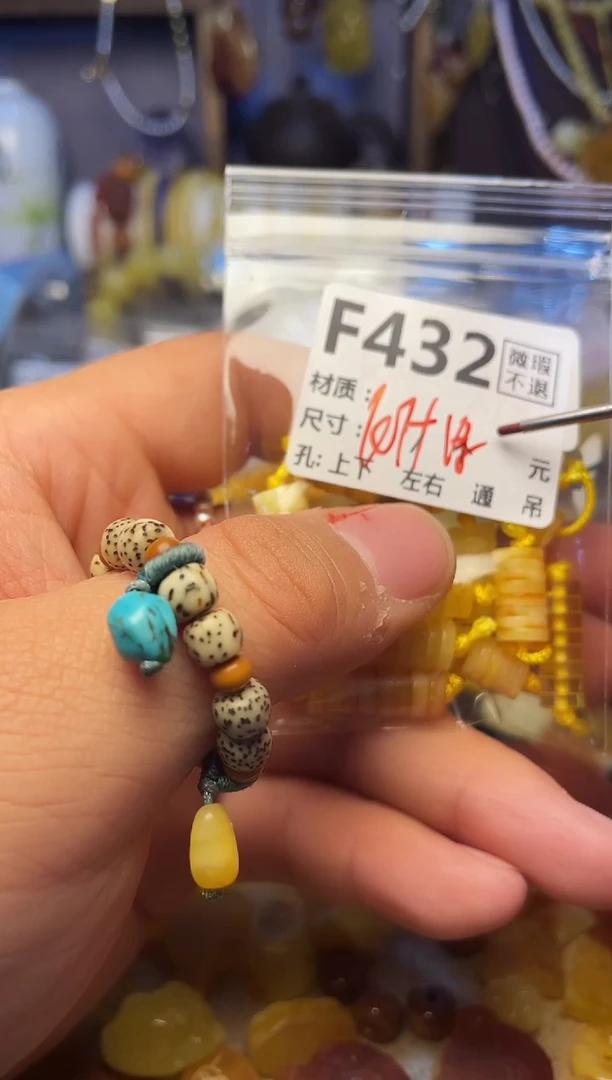 F432
微瑕
不退
材质：
尺寸：
元
孔: 上下 左右 通 吊